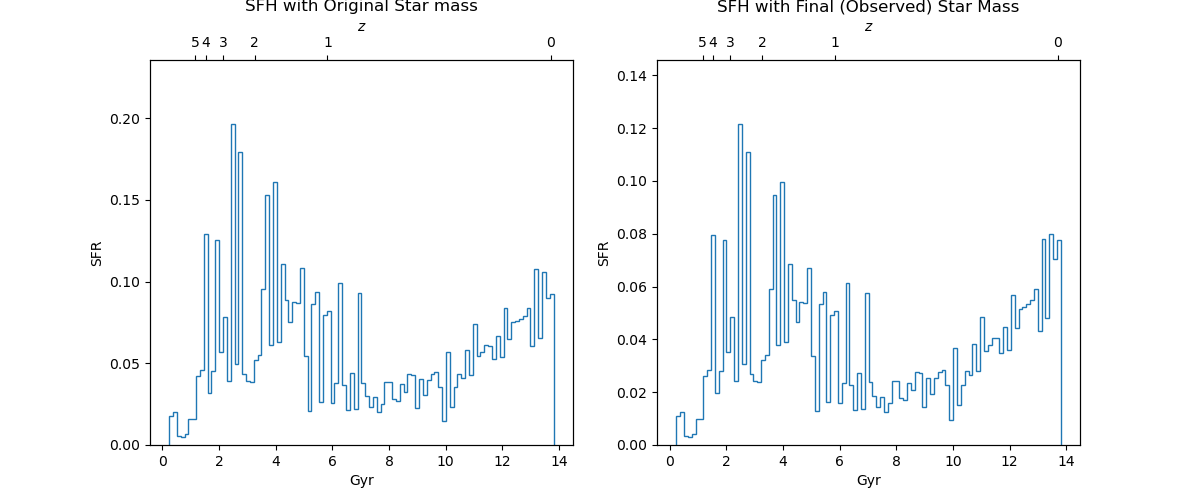 SFH with Original Star mass
z
5 4 3 2 1 0
0.20
0.15
0.10
0.05
0.00
SFR
0 2 4 6 8 10 12 14
Gyr
SFH with Final (Observed) Star Mass
z
5 4 3 2 1 0
0.14
0.12
0.10
0.08
0.06
0.04
0.02
0.00
SFR
0 2 4 6 8 10 12 14
Gyr